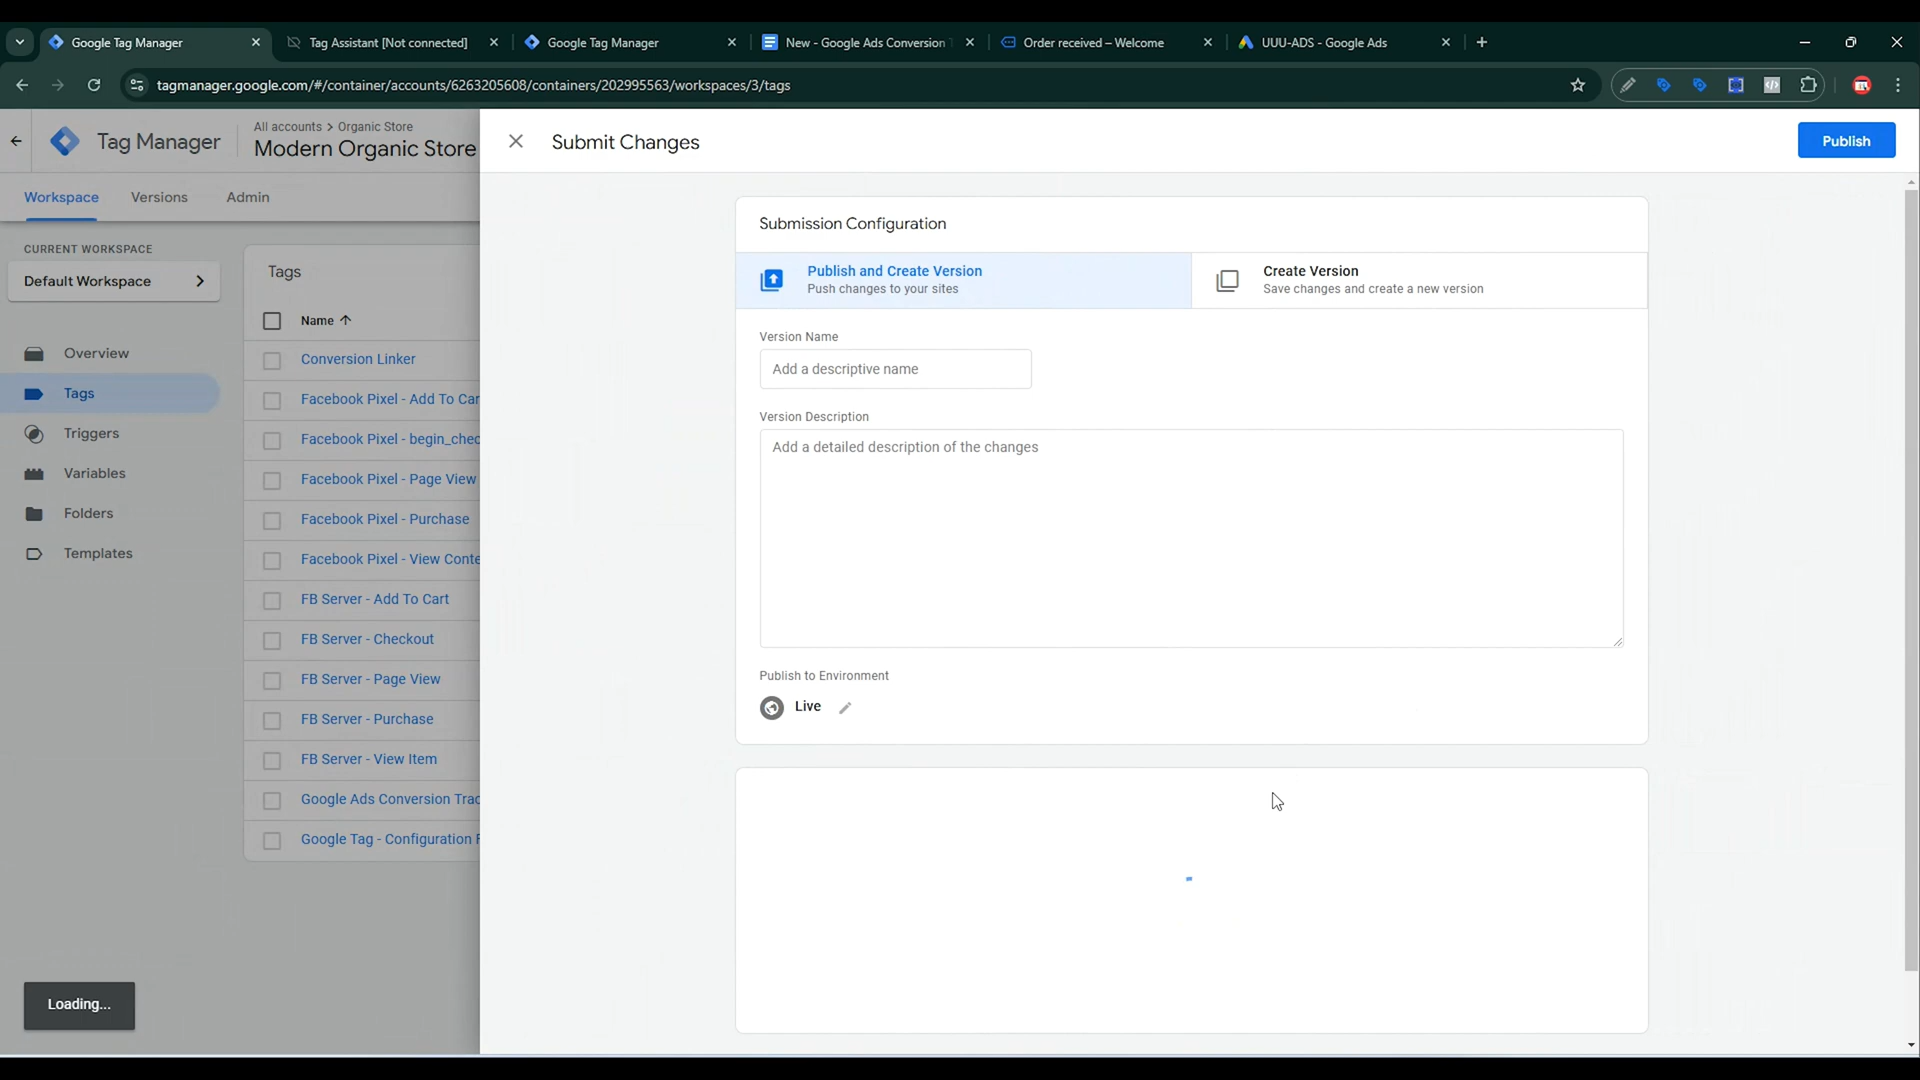 Google Tag Manager
Tag Assistant [Not connected]
Google Tag Manager
New - Google Ads Conversion
Order received – Welcome
UUU-ADS - Google Ads
tagmanager.google.com/#/container/accounts/6263205608/containers/202995563/workspaces/3/tags
Tag Manager
All accounts > Organic Store
Modern Organic Store
Submit Changes
Publish
Workspace
Versions
Admin
CURRENT WORKSPACE
Default Workspace
Overview
Tags
Triggers
Variables
Folders
Templates
Tags
Name
Conversion Linker
Facebook Pixel - Add To Car
Facebook Pixel - begin_chec
Facebook Pixel - Page View
Facebook Pixel - Purchase
Facebook Pixel - View Conte
FB Server - Add To Cart
FB Server - Checkout
FB Server - Page View
FB Server - Purchase
FB Server - View Item
Google Ads Conversion Trac
Google Tag - Configuration
Submission Configuration
Publish and Create Version
Push changes to your sites
Create Version
Save changes and create a new version
Version Name
Add a descriptive name
Version Description
Add a detailed description of the changes
Publish to Environment
Live
Loading...